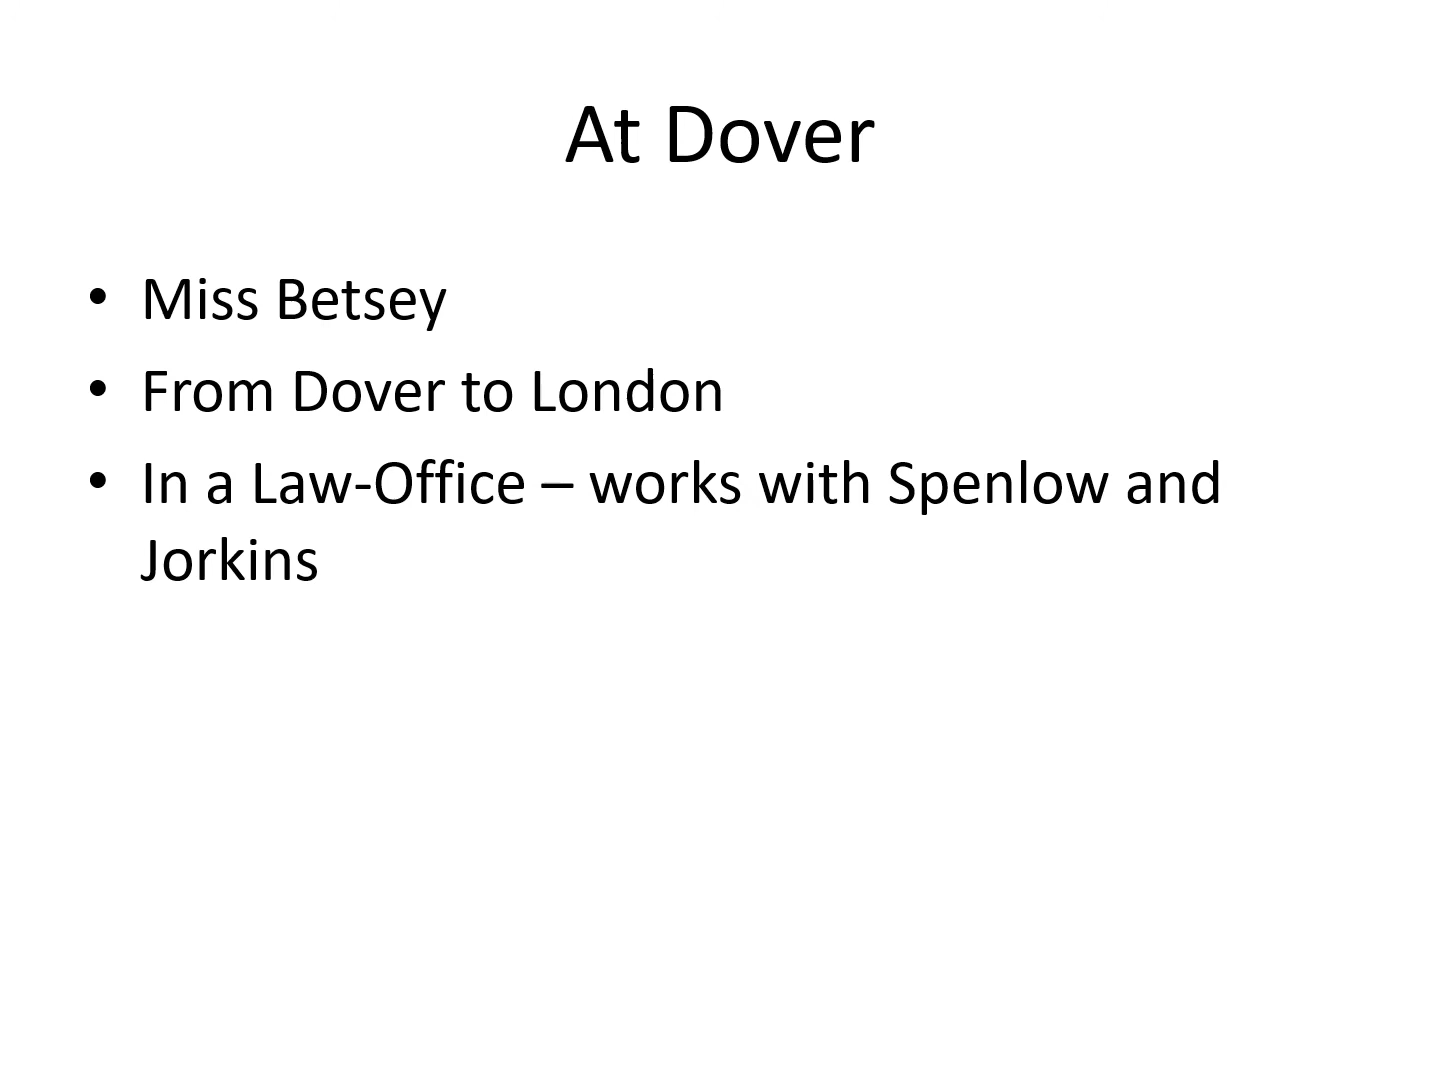 At Dover
• Miss Betsey
• From Dover to London
• In a Law-Office – works with Spenlow and
Jorkins